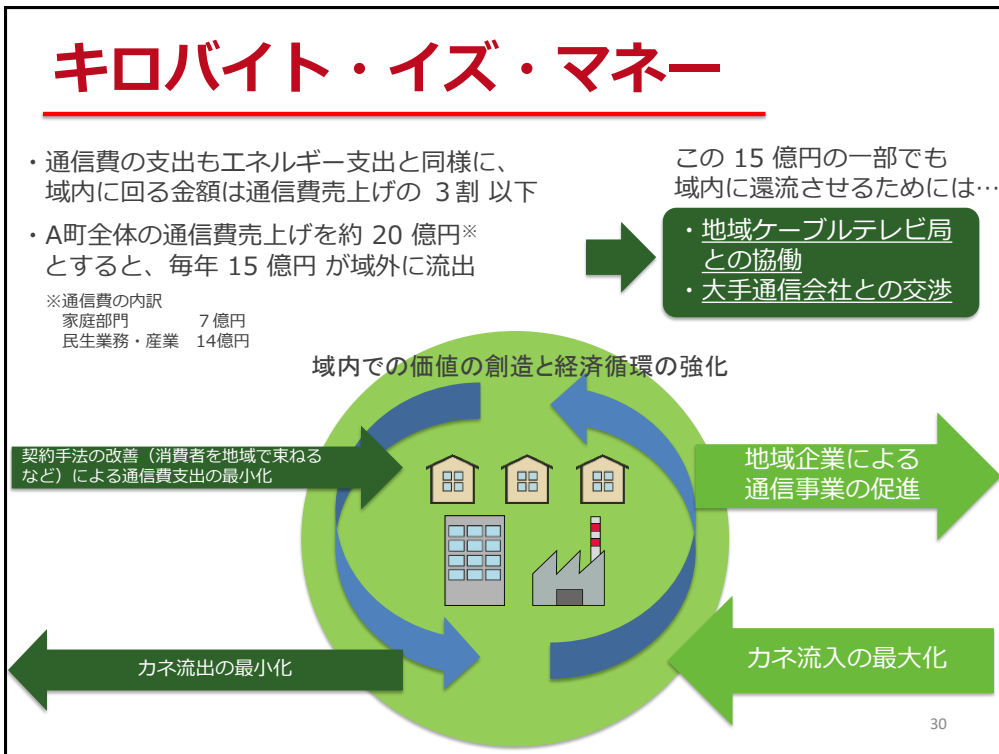 キロバイト・イズ・マネー
・通信費の支出もエネルギー支出と同様に、
域内に回る金額は通信費売上げの 3割 以下
・A町全体の通信費売上げを約 20 億円※
とすると、毎年 15 億円 が域外に流出
※通信費の内訳
家庭部門 7億円
民生業務・産業 14億円
この 15 億円の一部でも
域内に還流させるためには…
・地域ケーブルテレビ局
との協働
・大手通信会社との交渉
域内での価値の創造と経済循環の強化
契約手法の改善（消費者を地域で束ねる
など）による通信費支出の最小化
地域企業による
通信事業の促進
カネ流出の最小化
カネ流入の最大化
30